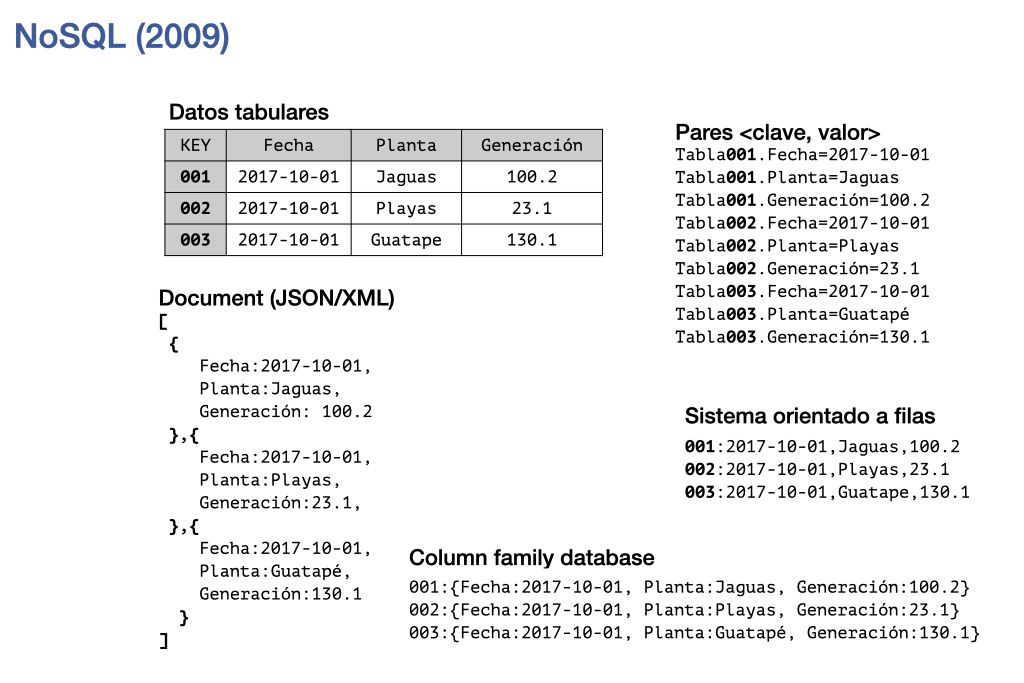 NoSQL (2009)
Datos tabulares
KEY Fecha Planta Generación
001 2017-10-01 Jaguas 100.2
002 2017-10-01 Playas 23.1
003 2017-10-01 Guatape 130.1
Document (JSON/XML)
[
{
Fecha:2017-10-01,
Planta:Jaguas,
Generación: 100.2
},{
Fecha:2017-10-01,
Planta:Playas,
Generación:23.1,
},{
Fecha:2017-10-01,
Planta:Guatapé,
Generación:130.1
}
]
Pares <clave, valor>
Tabla001.Fecha=2017-10-01
Tabla001.Planta=Jaguas
Tabla001.Generación=100.2
Tabla002.Fecha=2017-10-01
Tabla002.Planta=Playas
Tabla002.Generación=23.1
Tabla003.Fecha=2017-10-01
Tabla003.Planta=Guatapé
Tabla003.Generación=130.1
Sistema orientado a filas
001:2017-10-01,Jaguas,100.2
002:2017-10-01,Playas,23.1
003:2017-10-01,Guatape,130.1
Column family database
001:{Fecha:2017-10-01, Planta:Jaguas, Generación:100.2}
002:{Fecha:2017-10-01, Planta:Playas, Generación:23.1}
003:{Fecha:2017-10-01, Planta:Guatapé, Generación:130.1}